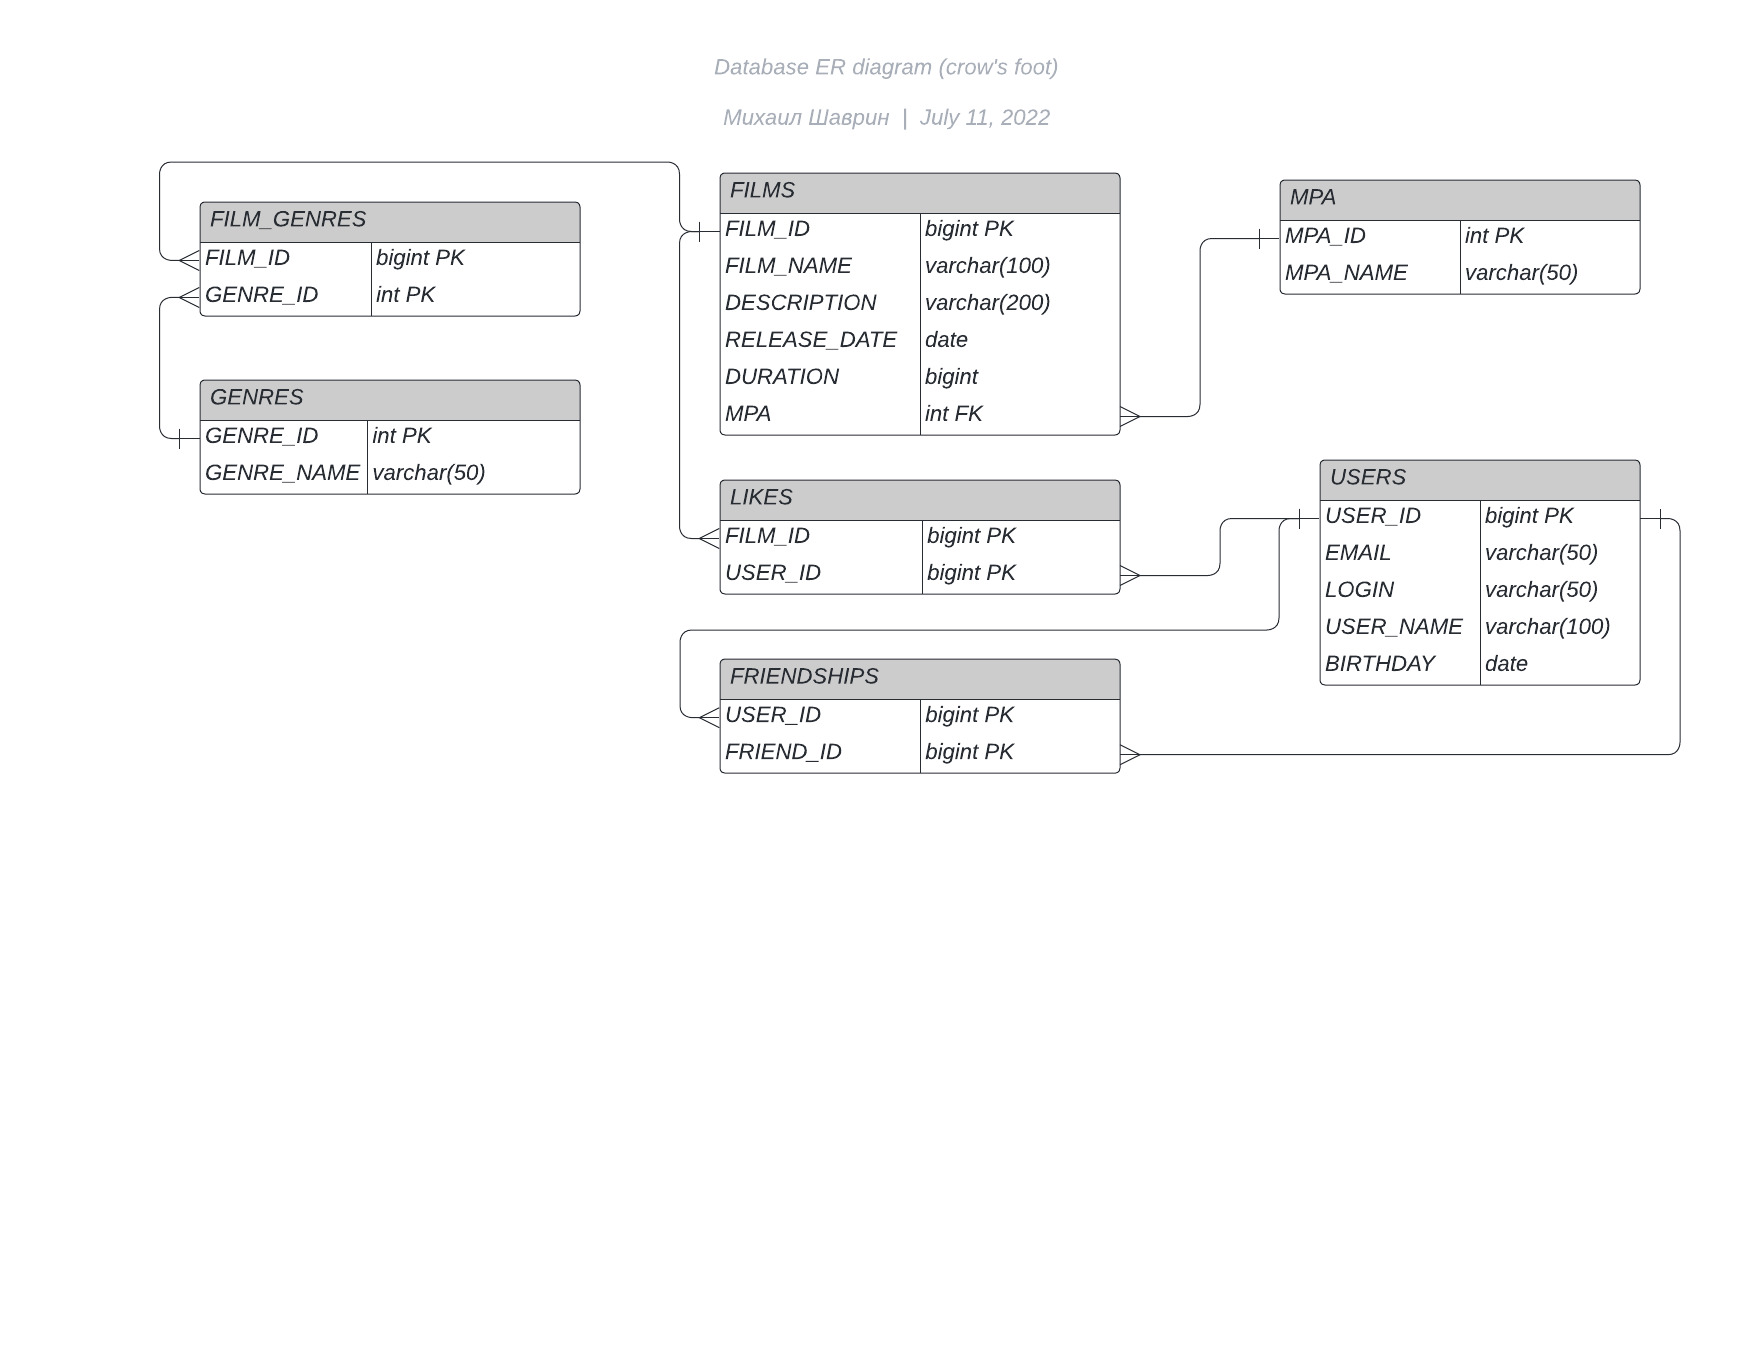 Database ER diagram (crow's foot)
Михаил Шаврин | July 11, 2022
FILM_GENRES
FILM_ID bigint PK
GENRE_ID int PK
GENRES
GENRE_ID int PK
GENRE_NAME varchar(50)
FILMS
FILM_ID bigint PK
FILM_NAME varchar(100)
DESCRIPTION varchar(200)
RELEASE_DATE date
DURATION bigint
MPA int FK
LIKES
FILM_ID bigint PK
USER_ID bigint PK
FRIENDSHIPS
USER_ID bigint PK
FRIEND_ID bigint PK
MPA
MPA_ID int PK
MPA_NAME varchar(50)
USERS
USER_ID bigint PK
EMAIL varchar(50)
LOGIN varchar(50)
USER_NAME varchar(100)
BIRTHDAY date